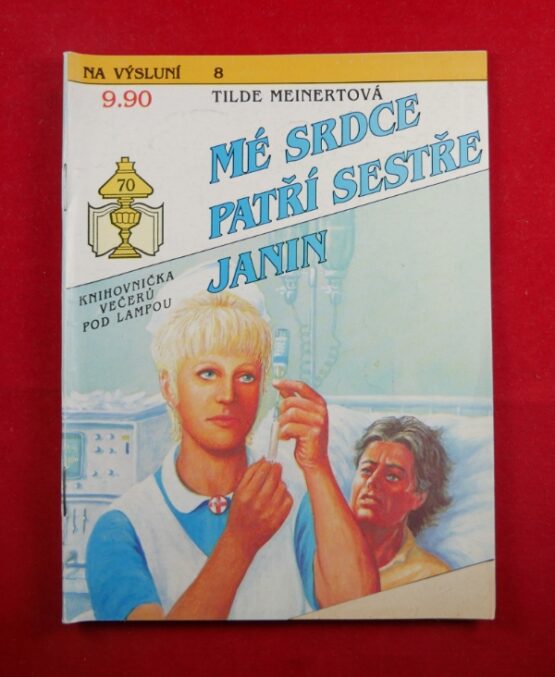 NA VÝSLUNÍ 8
9.90
TILDE MEINERTOVÁ
MÉ SRDCE
PATŘÍ SESTŘE
JANIN
70
KNIHOVNIČKA
VEČERŮ
POD LAMPOU